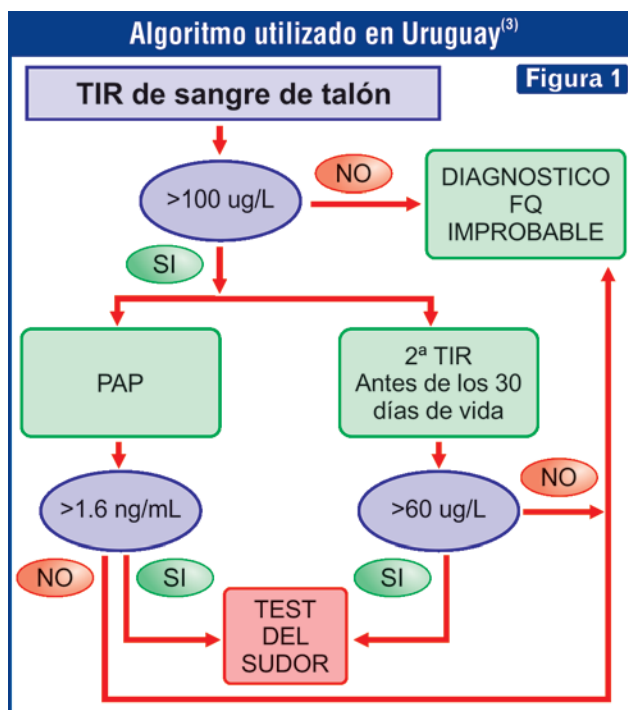 Algoritmo utilizado en Uruguay(3)
Figura 1
TIR de sangre de talón
>100 ug/L
NO
DIAGNOSTICO
FQ
IMPROBABLE
SI
PAP
2ª TIR
Antes de los 30
días de vida
>1.6 ng/mL
>60 ug/L
NO
NO
SI
SI
TEST
DEL
SUDOR